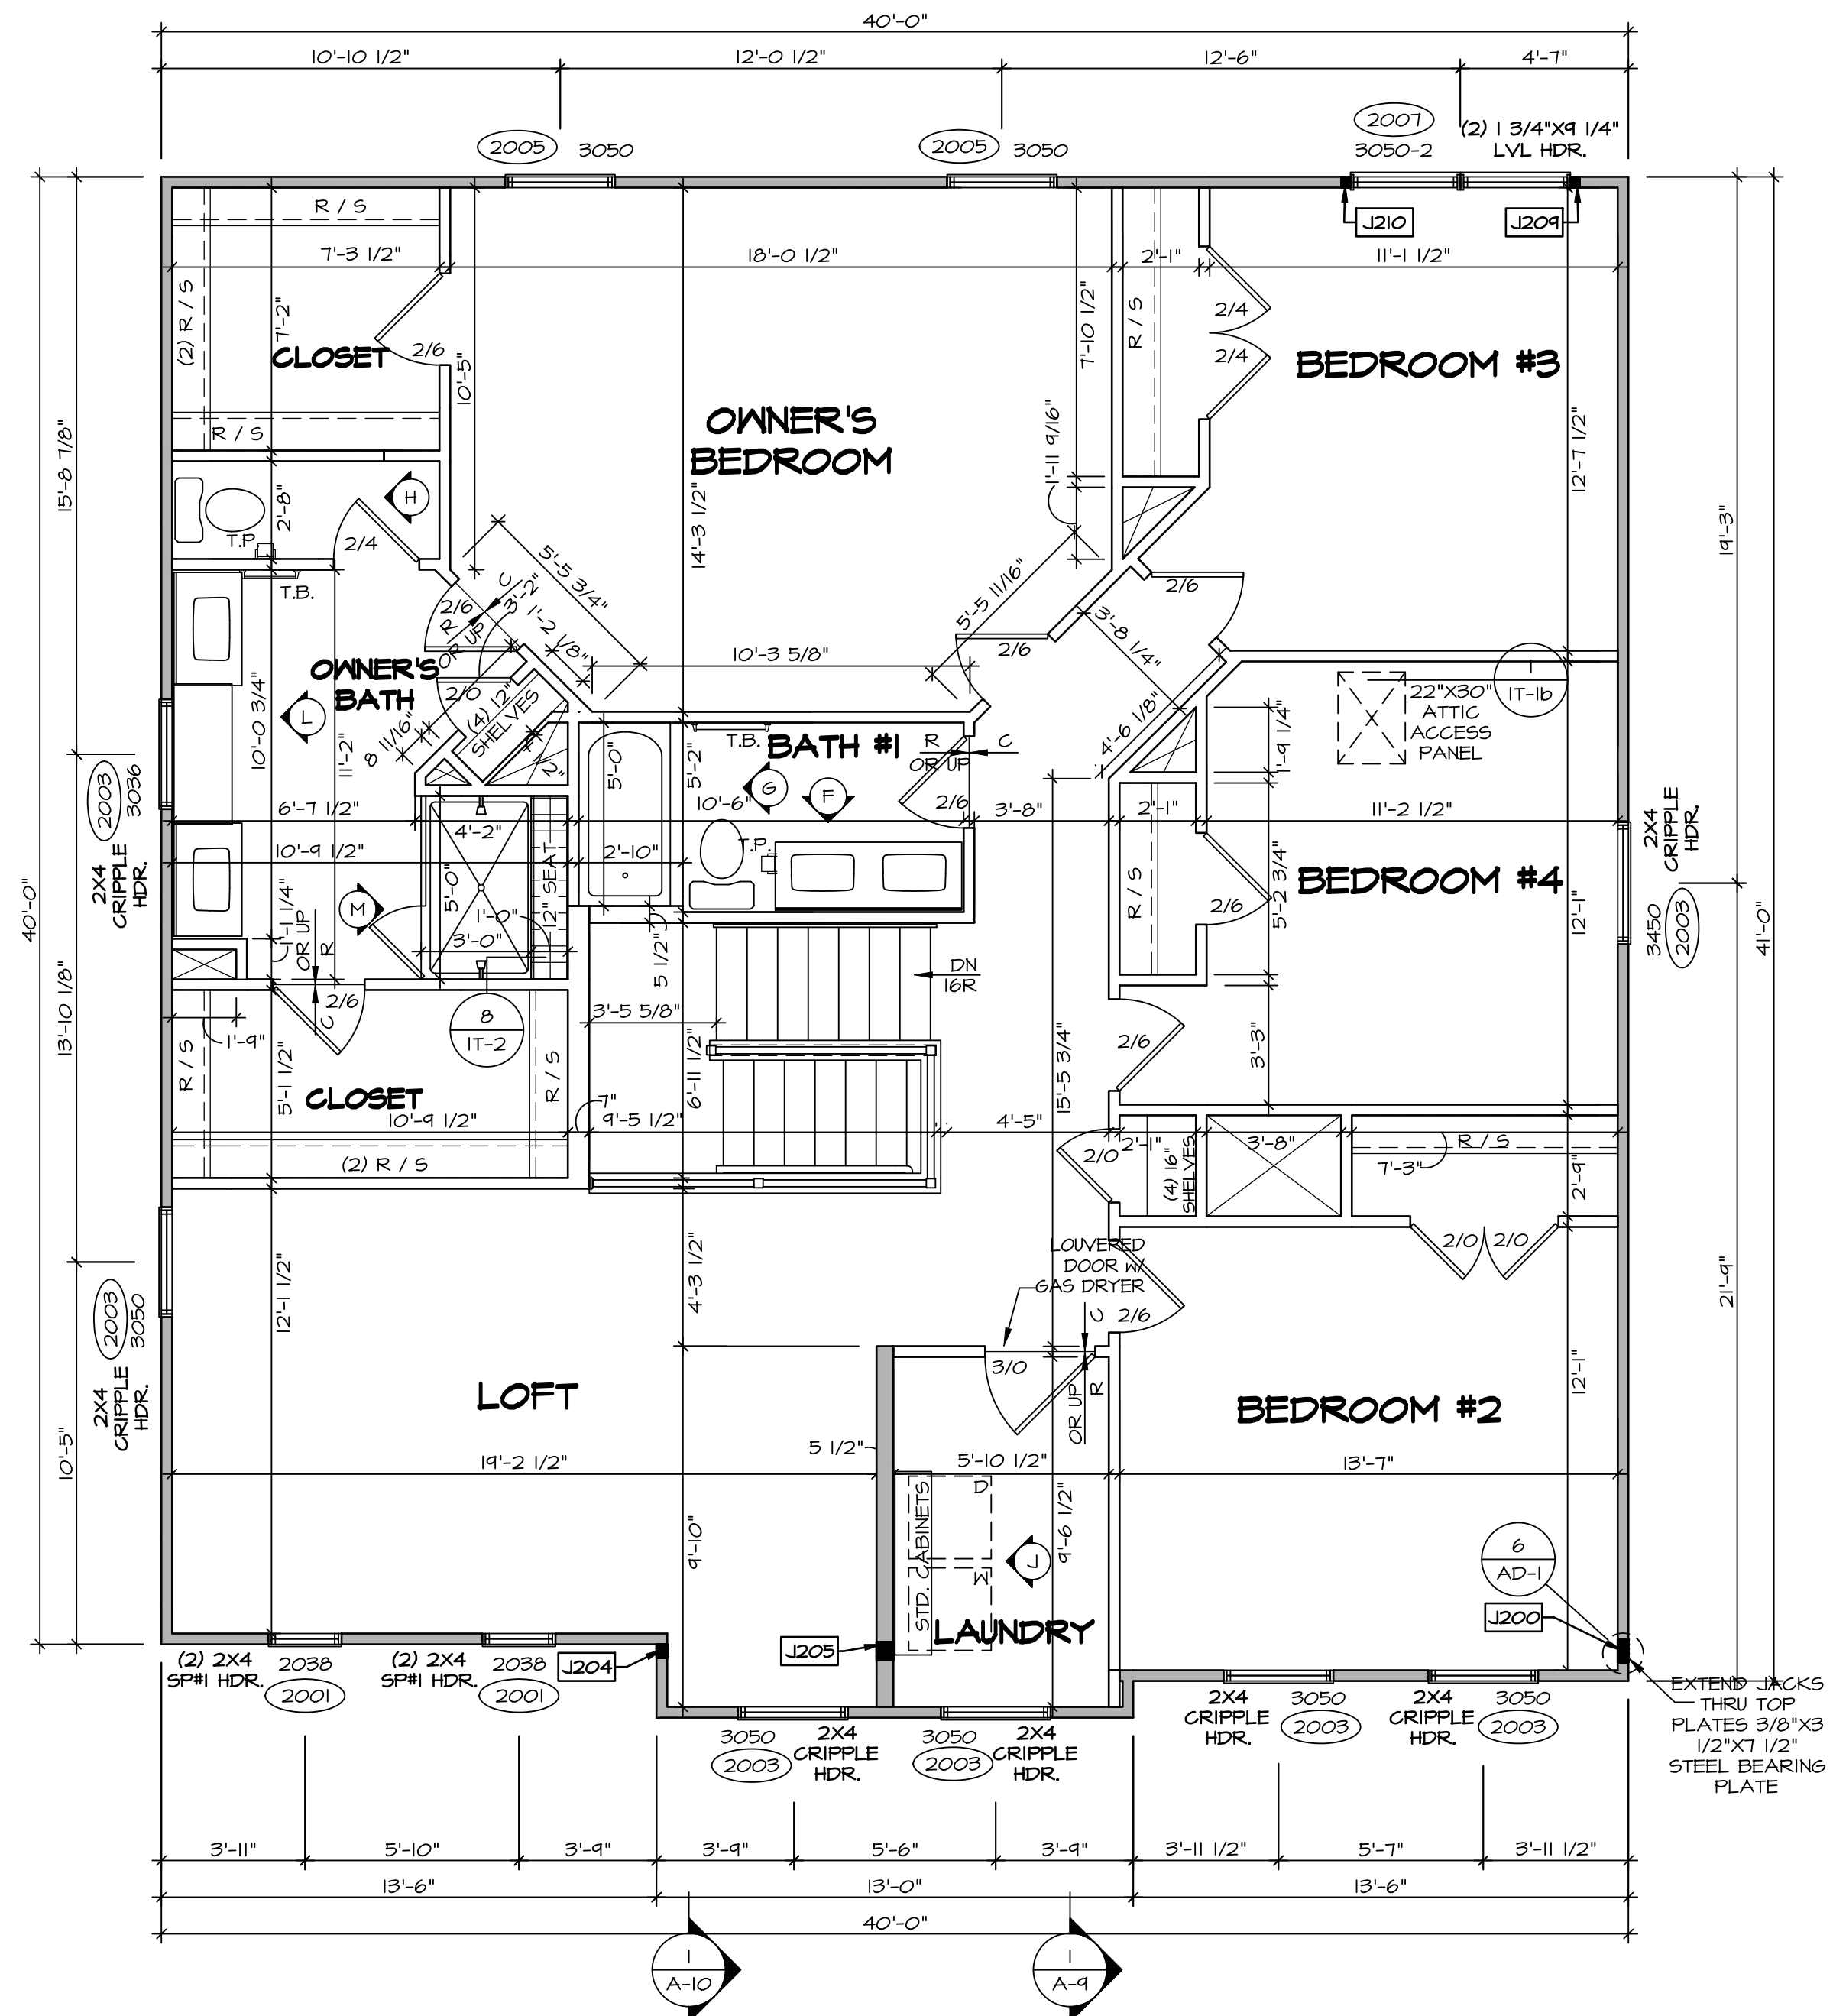 40'-0"
10'-10 1/2"
12'-0 1/2"
12'-6"
4'-7"
2005
3050
2005
3050
2007
3050-2
(2) 1 3/4"X9 1/4"
LVL HDR.
J210
J209
R / S
7'-3 1/2"
18'-0 1/2"
2'-1"
11'-1 1/2"
(2) R / S
7'-2"
CLOSET
2/6
10'-5"
R / S
OWNER'S
BEDROOM
7'-10 1/2"
R / S
2/4
2/4
BEDROOM #3
1'-11 9/16"
12'-7 1/2"
15'-8 7/8"
19'-3"
2'-8"
T.P.
H
2/4
T.B.
14'-3 1/2"
5'-5 3/4"
C
3'-2"
1'-2 1/8"
2/6
R
OR UP
5'-5 11/16"
2/6
2/6
3'-8 1/4"
10'-3 5/8"
OWNER'S
BATH
L
2/0
(4) 12"
SHELVES
8 11/16"
2"
10'-0 3/4"
11'-2"
5'-0"
5'-2"
T.B.
BATH #1
R
OR UP
C
G
F
10'-6"
2/6
3'-8"
4'-6 1/8"
1'-9 1/4"
1
IT-1b
22"X30"
ATTIC
ACCESS
PANEL
2003
3036
2X4
CRIPPLE
HDR.
6'-7 1/2"
4'-2"
2'-1"
11'-2 1/2"
10'-9 1/2"
2'-10"
T.P.
5'-0"
12" SEAT
1'-0"
3'-0"
M
1'-11 1/4"
OR UP
R
2/6
C
5 1/2"
R / S
2/6
5'-2 3/4"
BEDROOM #4
12'-1"
2X4
CRIPPLE
HDR.
3450
2003
40'-0"
41'-0"
DN
16R
8
IT-2
3'-5 5/8"
1'-9"
R / S
R / S
5'-1 1/2"
CLOSET
10'-9 1/2"
(2) R / S
7"
9'-5 1/2"
6'-11 1/2"
15'-5 3/4"
4'-5"
2/6
3'-3"
13'-10 1/8"
2/0
2'-1"
(4) 16"
SHELVES
3'-8"
R / S
7'-3"
2'-9"
2/0
2/0
2003
3050
2X4
CRIPPLE
HDR.
12'-1 1/2"
4'-3 1/2"
LOUVERED
DOOR W/
GAS DRYER
C
2/6
3/0
OR UP
R
21'-9"
LOFT
BEDROOM #2
12'-1"
10'-5"
19'-2 1/2"
5 1/2"
5'-10 1/2"
13'-7"
STD. CABINETS
D
W
L
9'-10"
9'-6 1/2"
LAUNDRY
6
AD-1
J200
J204
J205
(2) 2X4
SP#1 HDR.
2038
2001
(2) 2X4
SP#1 HDR.
2038
2001
3050
2003
2X4
CRIPPLE
HDR.
3050
2003
2X4
CRIPPLE
HDR.
2X4
CRIPPLE
HDR.
3050
2003
2X4
CRIPPLE
HDR.
3050
2003
EXTEND JACKS
THRU TOP
PLATES 3/8"X3
1/2"X7 1/2"
STEEL BEARING
PLATE
3'-11"
5'-10"
3'-9"
3'-9"
5'-6"
3'-9"
3'-11 1/2"
5'-7"
3'-11 1/2"
13'-6"
13'-0"
13'-6"
40'-0"
1
A-10
1
A-9